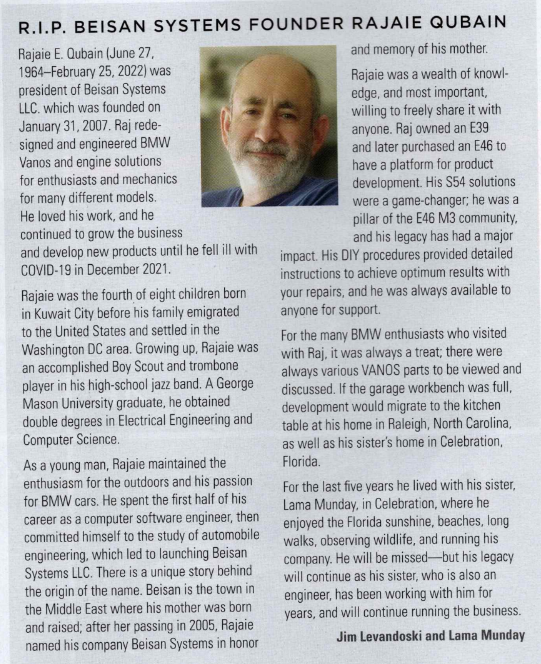 R.I.P. BEISAN SYSTEMS FOUNDER RAJAIE QUBAIN
Rajaie E. Qubain (June 27,
1964–February 25, 2022) was
president of Beisan Systems
LLC. which was founded on
January 31, 2007. Raj rede-
signed and engineered BMW
Vanos and engine solutions
for enthusiasts and mechanics
for many different models.
He loved his work, and he
continued to grow the business
and develop new products until he fell ill with
COVID-19 in December 2021.
Rajaie was the fourth of eight children born
in Kuwait City before his family emigrated
to the United States and settled in the
Washington DC area. Growing up, Rajaie was
an accomplished Boy Scout and trombone
player in his high-school jazz band. A George
Mason University graduate, he obtained
double degrees in Electrical Engineering and
Computer Science.
As a young man, Rajaie maintained the
enthusiasm for the outdoors and his passion
for BMW cars. He spent the first half of his
career as a computer software engineer, then
committed himself to the study of automobile
engineering, which led to launching Beisan
Systems LLC. There is a unique story behind
the origin of the name. Beisan is the town in
the Middle East where his mother was born
and raised; after her passing in 2005, Rajaie
named his company Beisan Systems in honor
and memory of his mother.
Rajaie was a wealth of knowl-
edge, and most important,
willing to freely share it with
anyone. Raj owned an E39
and later purchased an E46 to
have a platform for product
development. His S54 solutions
were a game-changer; he was a
pillar of the E46 M3 community,
and his legacy has had a major
impact. His DIY procedures provided detailed
instructions to achieve optimum results with
your repairs, and he was always available to
anyone for support.
For the many BMW enthusiasts who visited
with Raj, it was always a treat; there were
always various VANOS parts to be viewed and
discussed. If the garage workbench was full,
development would migrate to the kitchen
table at his home in Raleigh, North Carolina,
as well as his sister's home in Celebration,
Florida.
For the last five years he lived with his sister,
Lama Munday, in Celebration, where he
enjoyed the Florida sunshine, beaches, long
walks, observing wildlife, and running his
company. He will be missed—but his legacy
will continue as his sister, who is also an
engineer, has been working with him for
years, and will continue running the business.
Jim Levandoski and Lama Munday